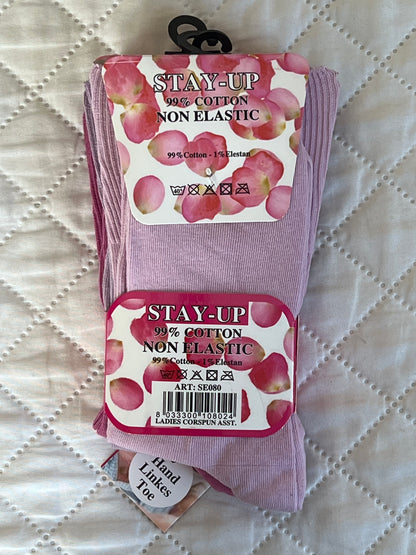 STAY-UP
99% COTTON
NON ELASTIC
99%Cotton - 1%Elestan
40°
STAY-UP
99% COTTON
NON ELASTIC
99%Cotton - 1%Elestan
ART: SE080
8 033300 108024
LADIES CORSPUN ASST.
Hand
Linkes
Toe